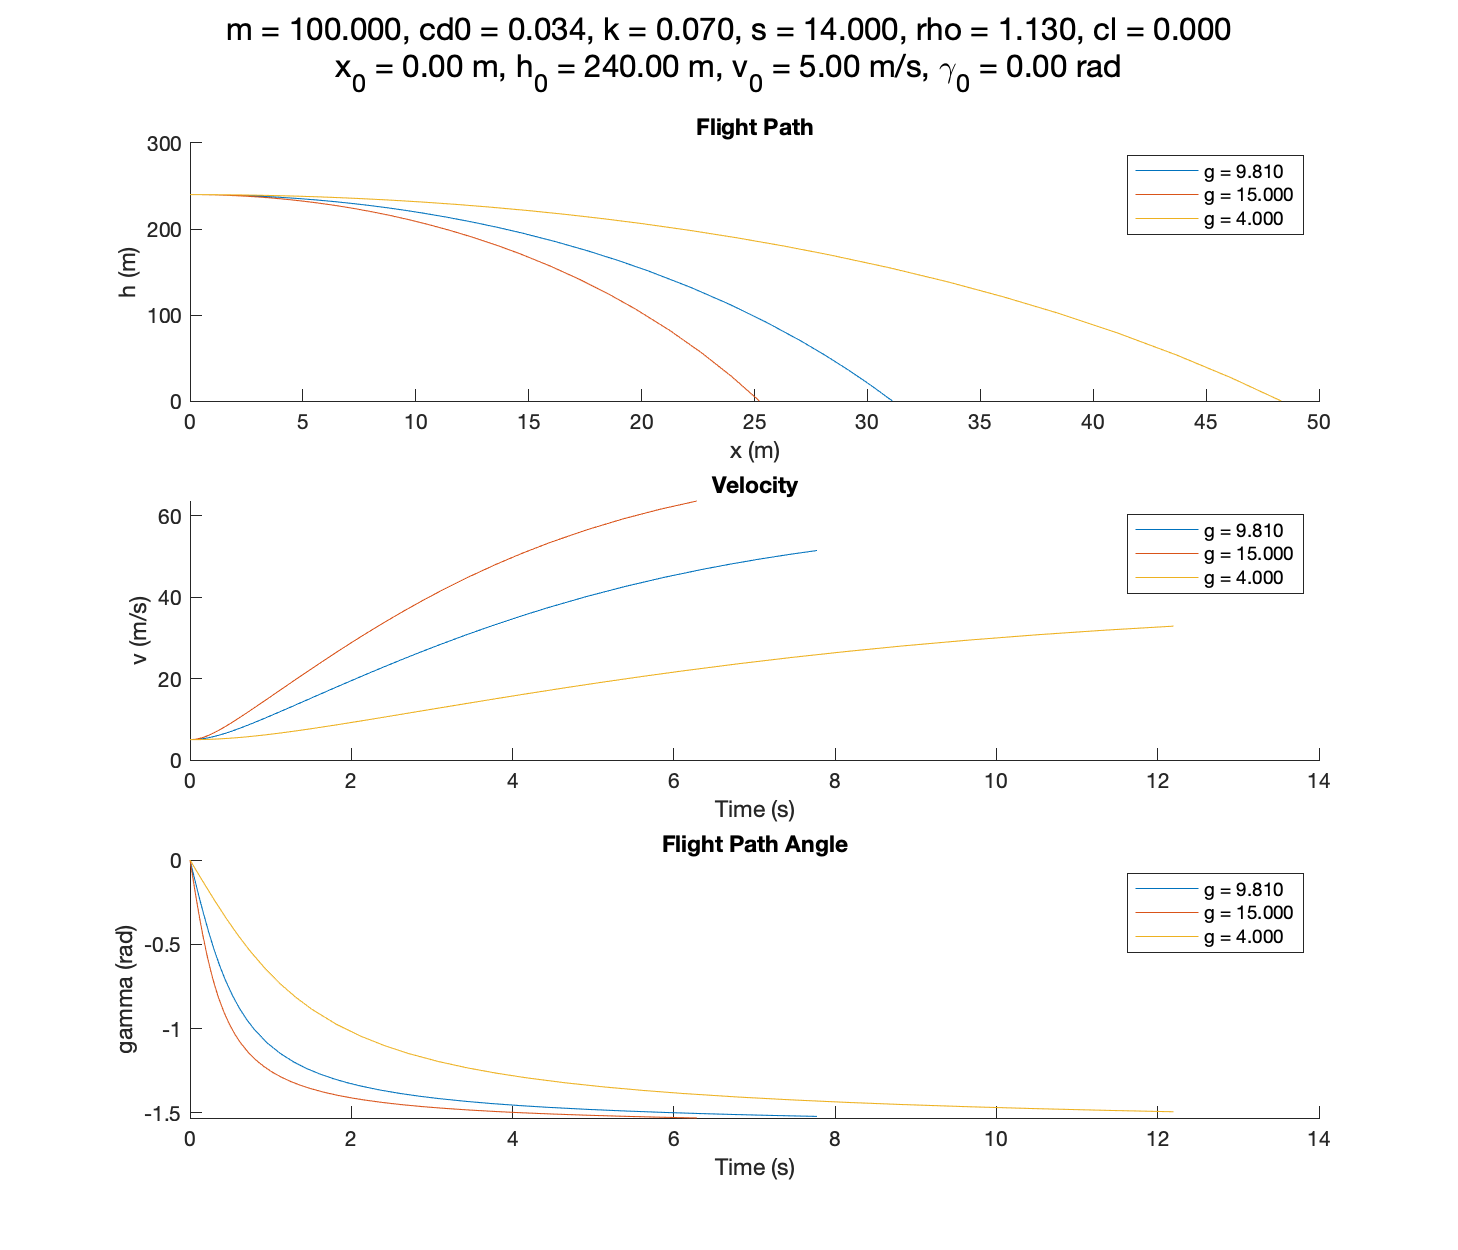 m = 100.000, cd0 = 0.034, k = 0.070, s = 14.000, rho = 1.130, cl = 0.000
x₀ = 0.00 m, h₀ = 240.00 m, v₀ = 5.00 m/s, γ₀ = 0.00 rad
Flight Path
300
200
100
0
h (m)
g = 9.810
g = 15.000
g = 4.000
0 5 10 15 20 25 30 35 40 45 50
x (m)
Velocity
60
40
20
0
v (m/s)
g = 9.810
g = 15.000
g = 4.000
0 2 4 6 8 10 12 14
Time (s)
Flight Path Angle
0
-0.5
-1
-1.5
gamma (rad)
g = 9.810
g = 15.000
g = 4.000
0 2 4 6 8 10 12 14
Time (s)